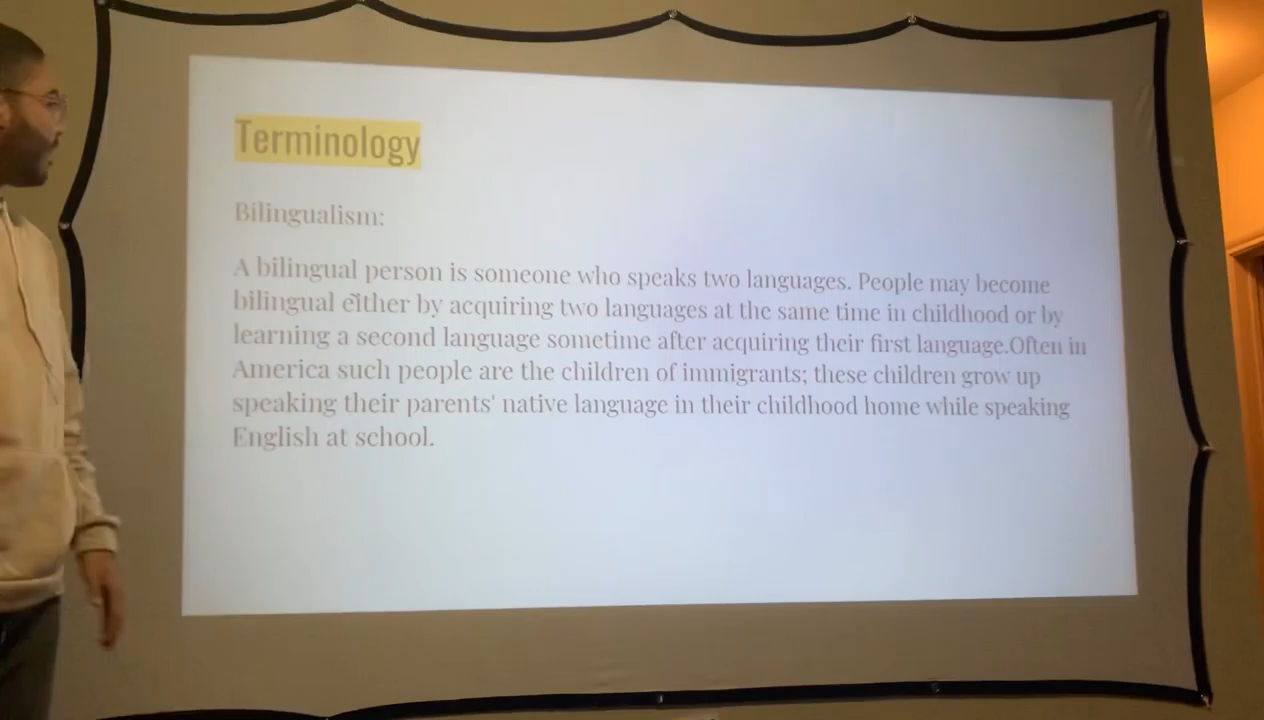 Terminology
Bilingualism:
A bilingual person is someone who speaks two languages. People may become
bilingual either by acquiring two languages at the same time in childhood or by
learning a second language sometime after acquiring their first language.Often in
America such people are the children of immigrants; these children grow up
speaking their parents' native language in their childhood home while speaking
English at school.